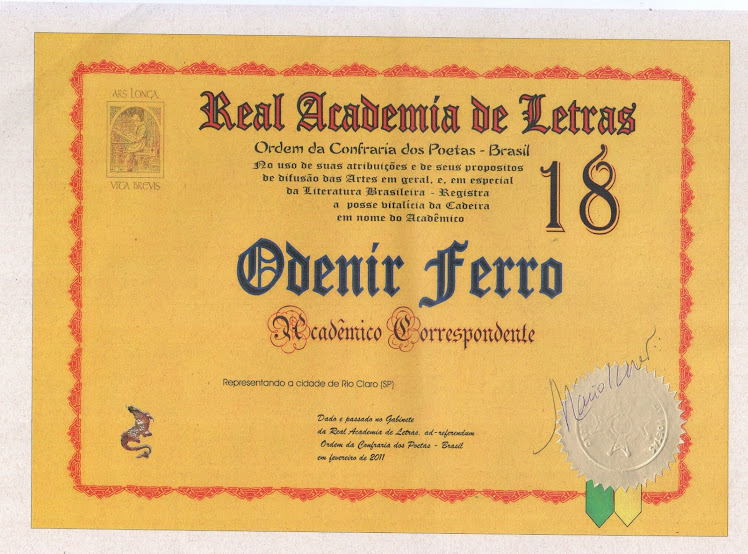 ARS LONGA,
VITA BREVIS
Real Academia de Letras
Ordem da Confraria dos Poetas - Brasil
No uso de suas atribuições e de seus propositos
de difusão das Artes em geral, e, em especial
da Literatura Brasileira - Registra
a posse vitalícia da Cadeira
em nome do Acadêmico
18
Odenir Ferro
Acadêmico Correspondente
Representando a cidade de Rio Claro (SP)
Dado e passado no Gabinete
da Real Academia de Letras, ad-referendum
Ordem da Confraria dos Poetas - Brasil
em fevereiro de 2011